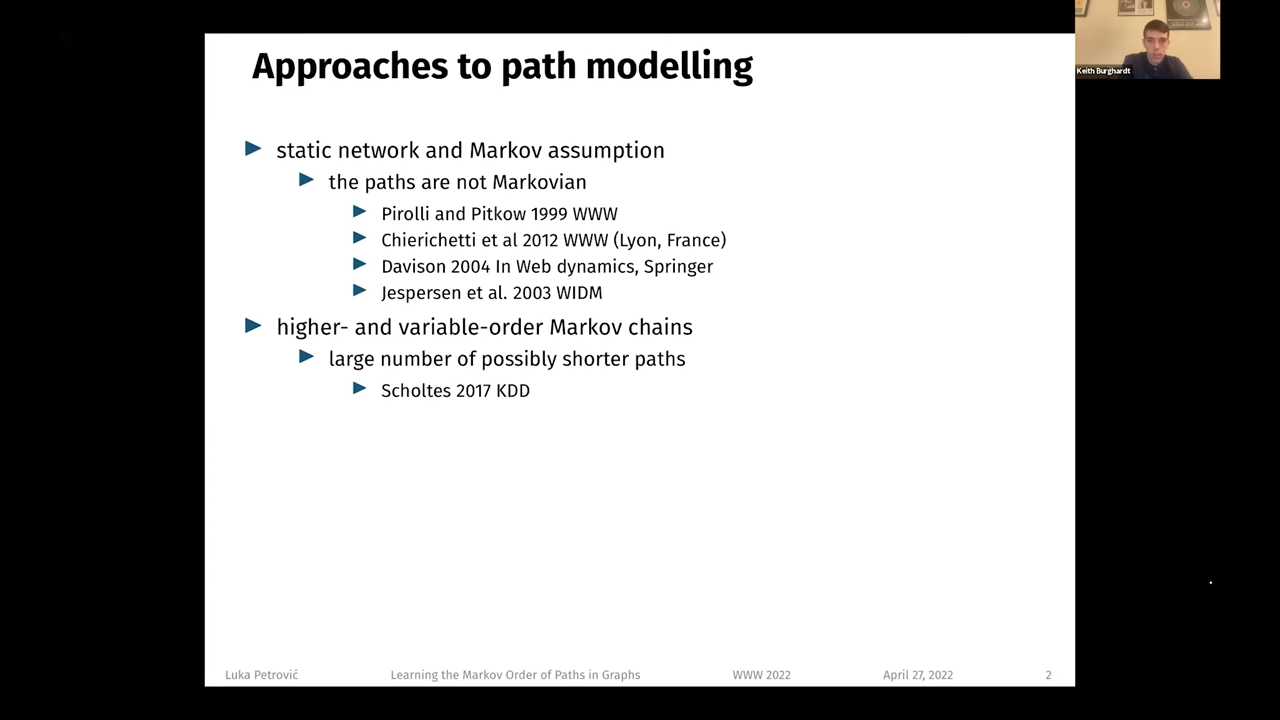 Approaches to path modelling
static network and Markov assumption
the paths are not Markovian
Pirolli and Pitkow 1999 WWW
Chierichetti et al 2012 WWW (Lyon, France)
Davison 2004 In Web dynamics, Springer
Jespersen et al. 2003 WIDM
higher- and variable-order Markov chains
large number of possibly shorter paths
Scholtes 2017 KDD
Luka Petrović Learning the Markov Order of Paths in Graphs WWW 2022 April 27, 2022 2
Keith Burghardt